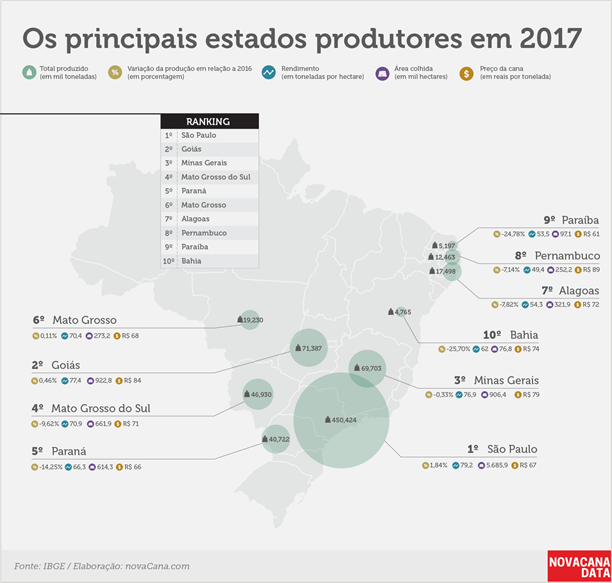 Os principais estados produtores em 2017
Total produzido
(em mil toneladas)
Variação da produção em relação a 2016
(em porcentagem)
Rendimento
(em toneladas por hectare)
Área colhida
(em mil hectares)
Preço da cana
(em reais por tonelada)
RANKING
1º São Paulo
2º Goiás
3º Minas Gerais
4º Mato Grosso do Sul
5º Paraná
6º Mato Grosso
7º Alagoas
8º Pernambuco
9º Paraíba
10º Bahia
9º Paraíba
5,197
-24,78% 53,5 97,1 R$ 61
8º Pernambuco
12,463
-7,14% 49,4 252,2 R$ 89
17,498
7º Alagoas
-7,82% 54,3 321,9 R$ 72
4,765
10º Bahia
-25,70% 62 76,8 R$ 74
6º Mato Grosso
19,230
0,11% 70,4 273,2 R$ 68
71,387
2º Goiás
0,46% 77,4 922,8 R$ 84
69,703
3º Minas Gerais
-0,33% 76,9 906,4 R$ 79
46,930
4º Mato Grosso do Sul
-9,62% 70,9 661,9 R$ 71
450,424
40,722
5º Paraná
-14,25% 66,3 614,3 R$ 66
1º São Paulo
1,84% 79,2 5.685,9 R$ 67
Fonte: IBGE / Elaboração: novaCana.com
NOVACANA
DATA